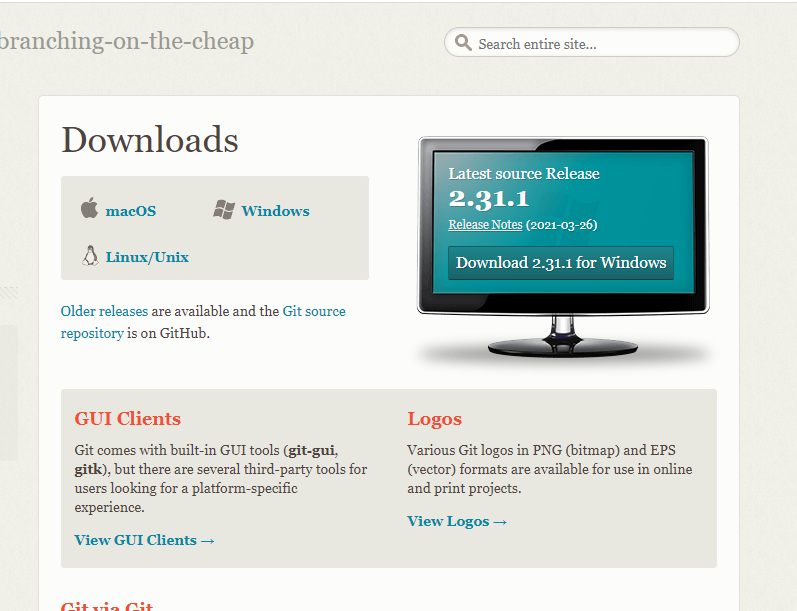 branching-on-the-cheap
Search entire site...
Downloads
macOS
Windows
Linux/Unix
Older releases are available and the Git source
repository is on GitHub.
Latest source Release
2.31.1
Release Notes (2021-03-26)
Download 2.31.1 for Windows
GUI Clients
Git comes with built-in GUI tools (git-gui,
gitk), but there are several third-party tools for
users looking for a platform-specific
experience.
View GUI Clients →
Logos
Various Git logos in PNG (bitmap) and EPS
(vector) formats are available for use in online
and print projects.
View Logos →
Git via Git